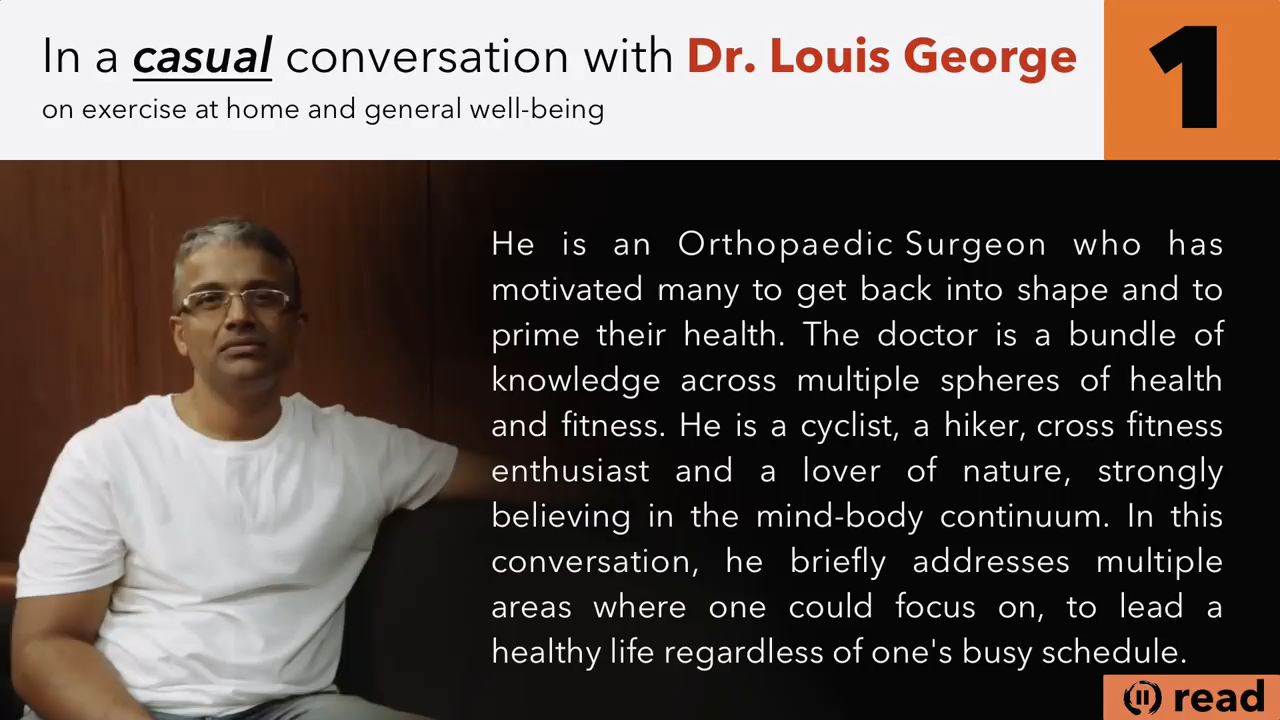 In a casual conversation with Dr. Louis George
on exercise at home and general well-being
1
He is an Orthopaedic Surgeon who has
motivated many to get back into shape and to
prime their health. The doctor is a bundle of
knowledge across multiple spheres of health
and fitness. He is a cyclist, a hiker, cross fitness
enthusiast and a lover of nature, strongly
believing in the mind-body continuum. In this
conversation, he briefly addresses multiple
areas where one could focus on, to lead a
healthy life regardless of one's busy schedule.
read